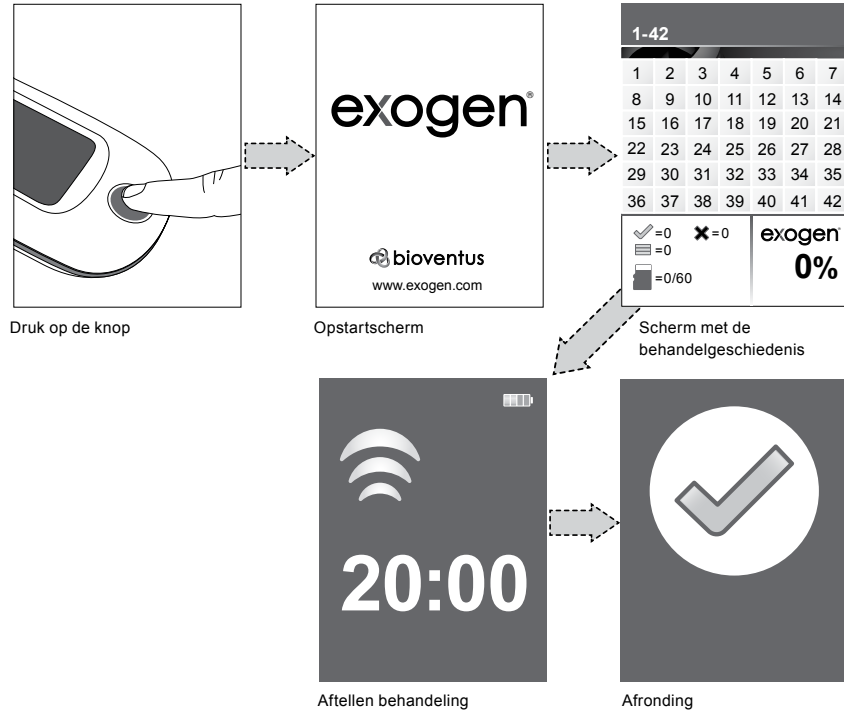 exogen®
bioventus
www.exogen.com
1-42
1 2 3 4 5 6 7
8 9 10 11 12 13 14
15 16 17 18 19 20 21
22 23 24 25 26 27 28
29 30 31 32 33 34 35
36 37 38 39 40 41 42
=0 =0
=0
=0/60
exogen
0%
Druk op de knop
Opstartscherm
Scherm met de
behandelgeschiedenis
20:00
Aftellen behandeling
Afronding